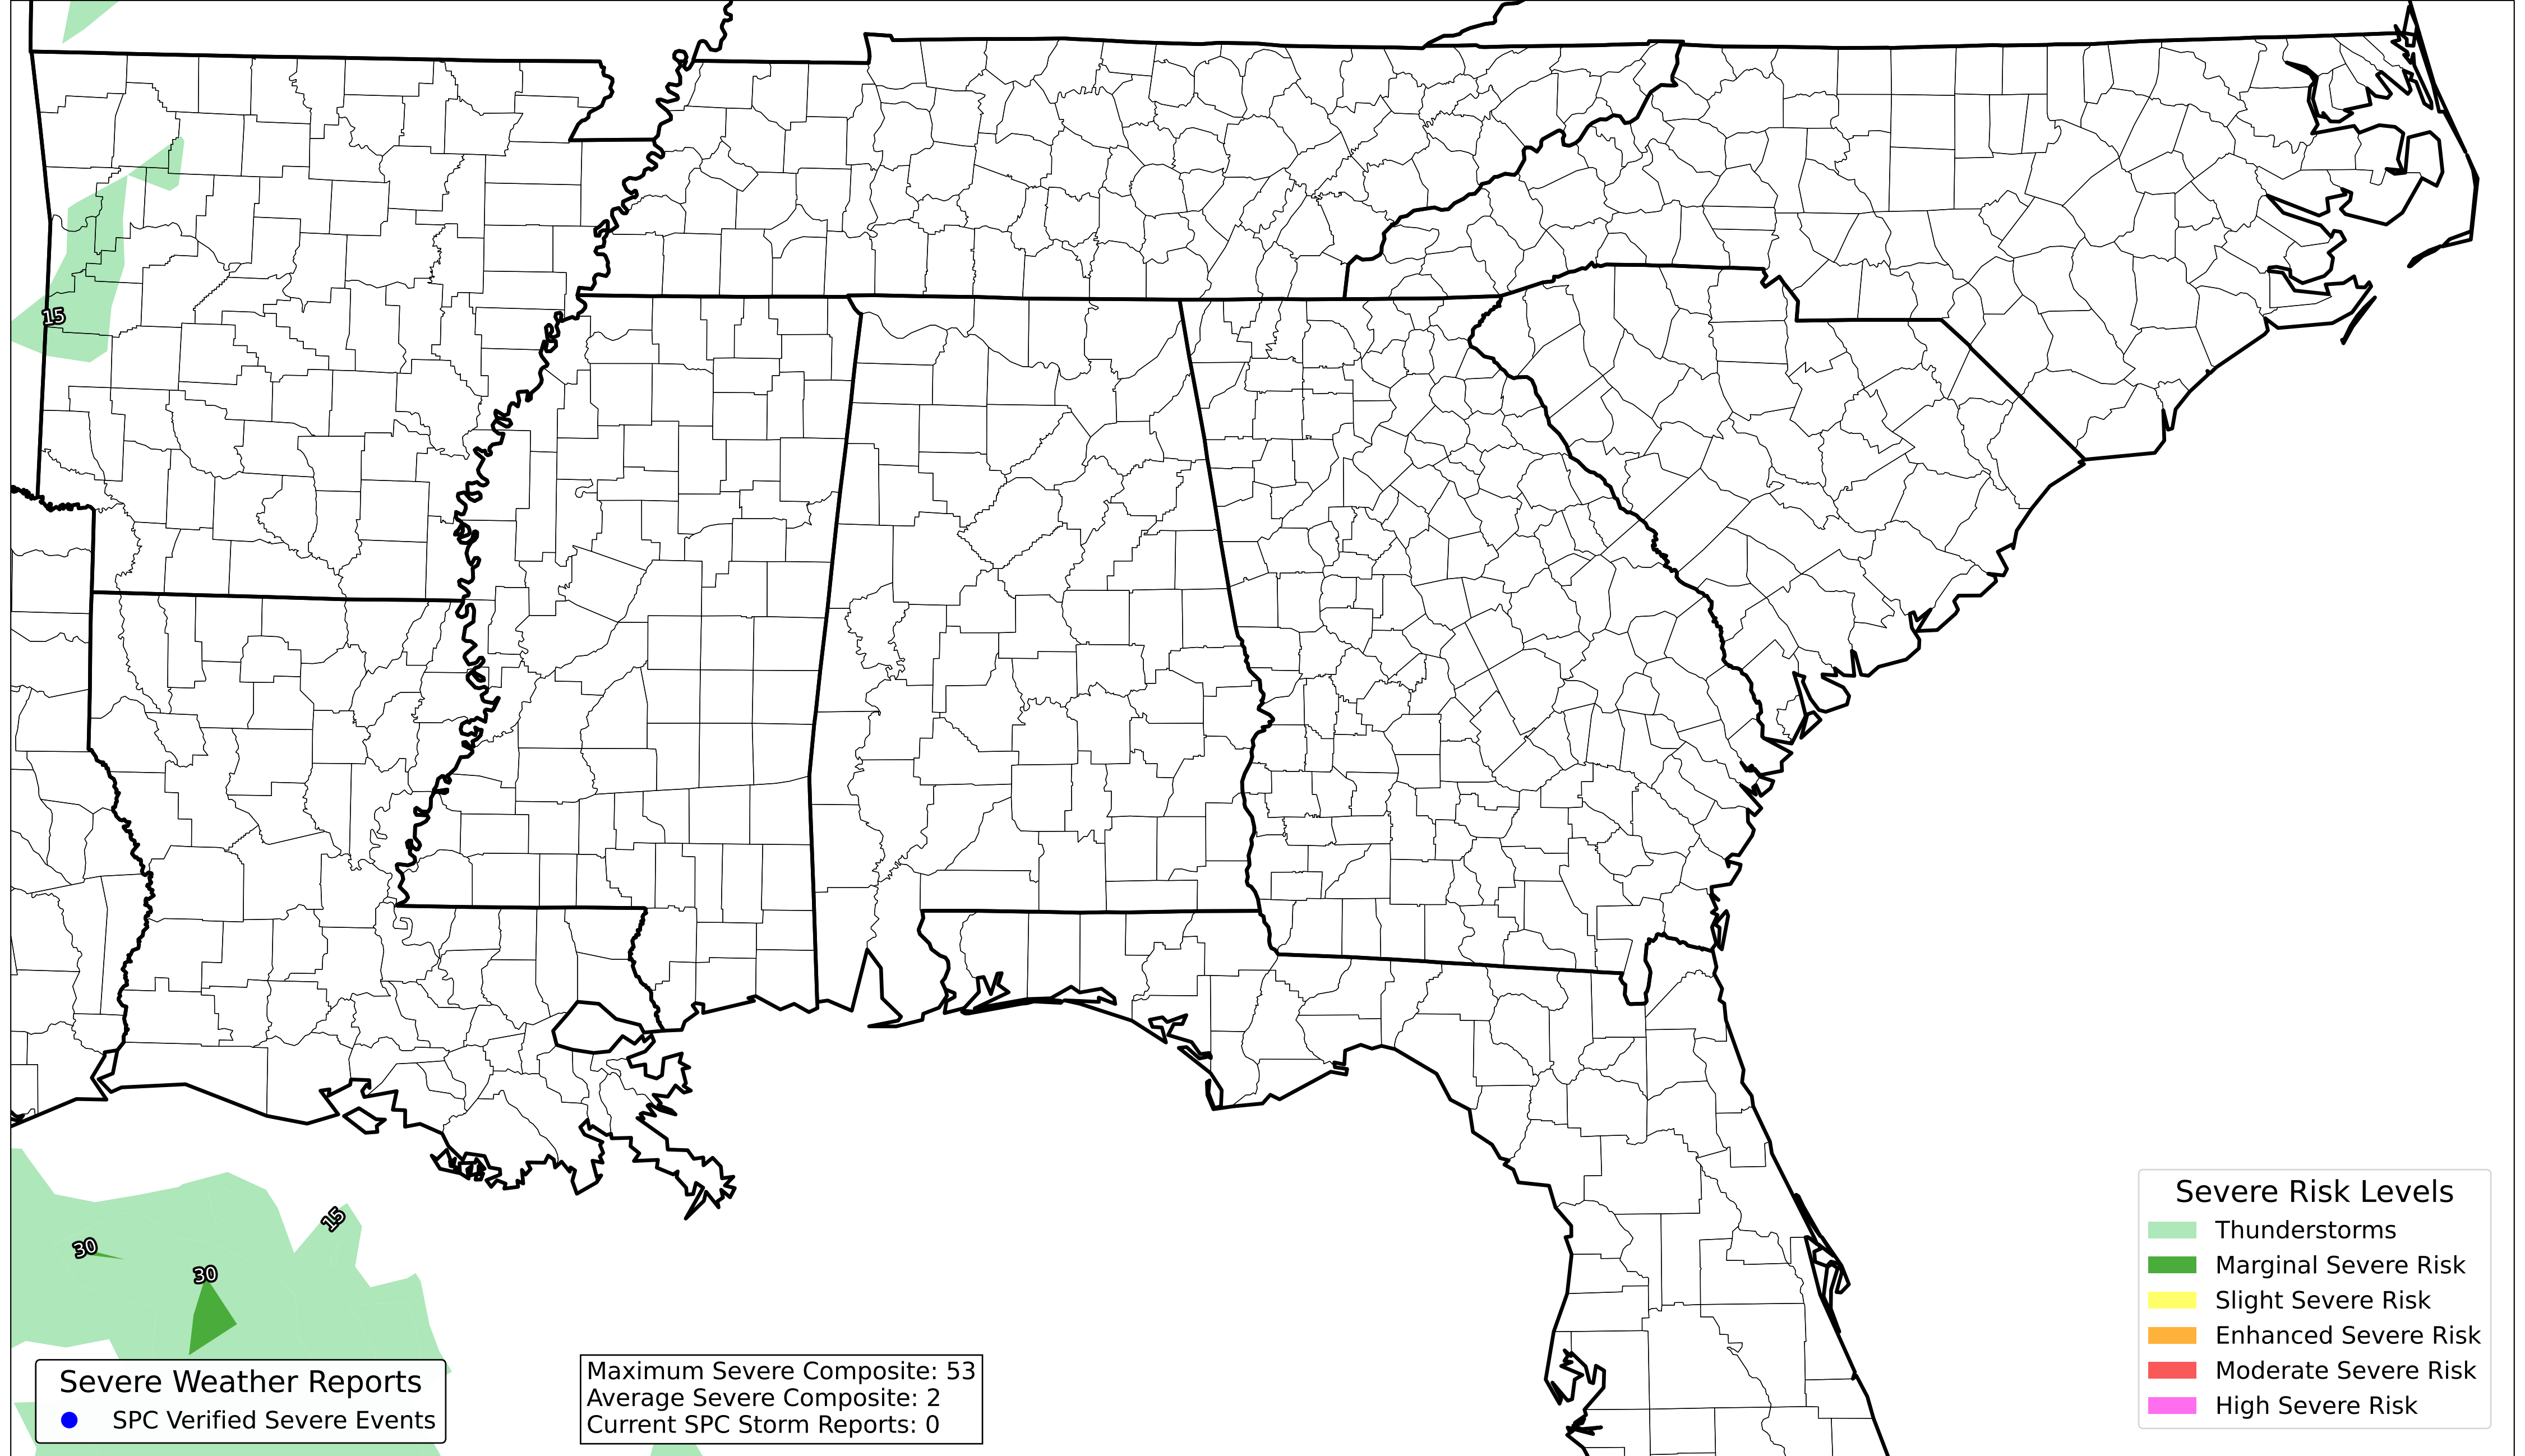 15
15
30
30
Severe Weather Reports
SPC Verified Severe Events
Maximum Severe Composite: 53
Average Severe Composite: 2
Current SPC Storm Reports: 0
Severe Risk Levels
Thunderstorms
Marginal Severe Risk
Slight Severe Risk
Enhanced Severe Risk
Moderate Severe Risk
High Severe Risk